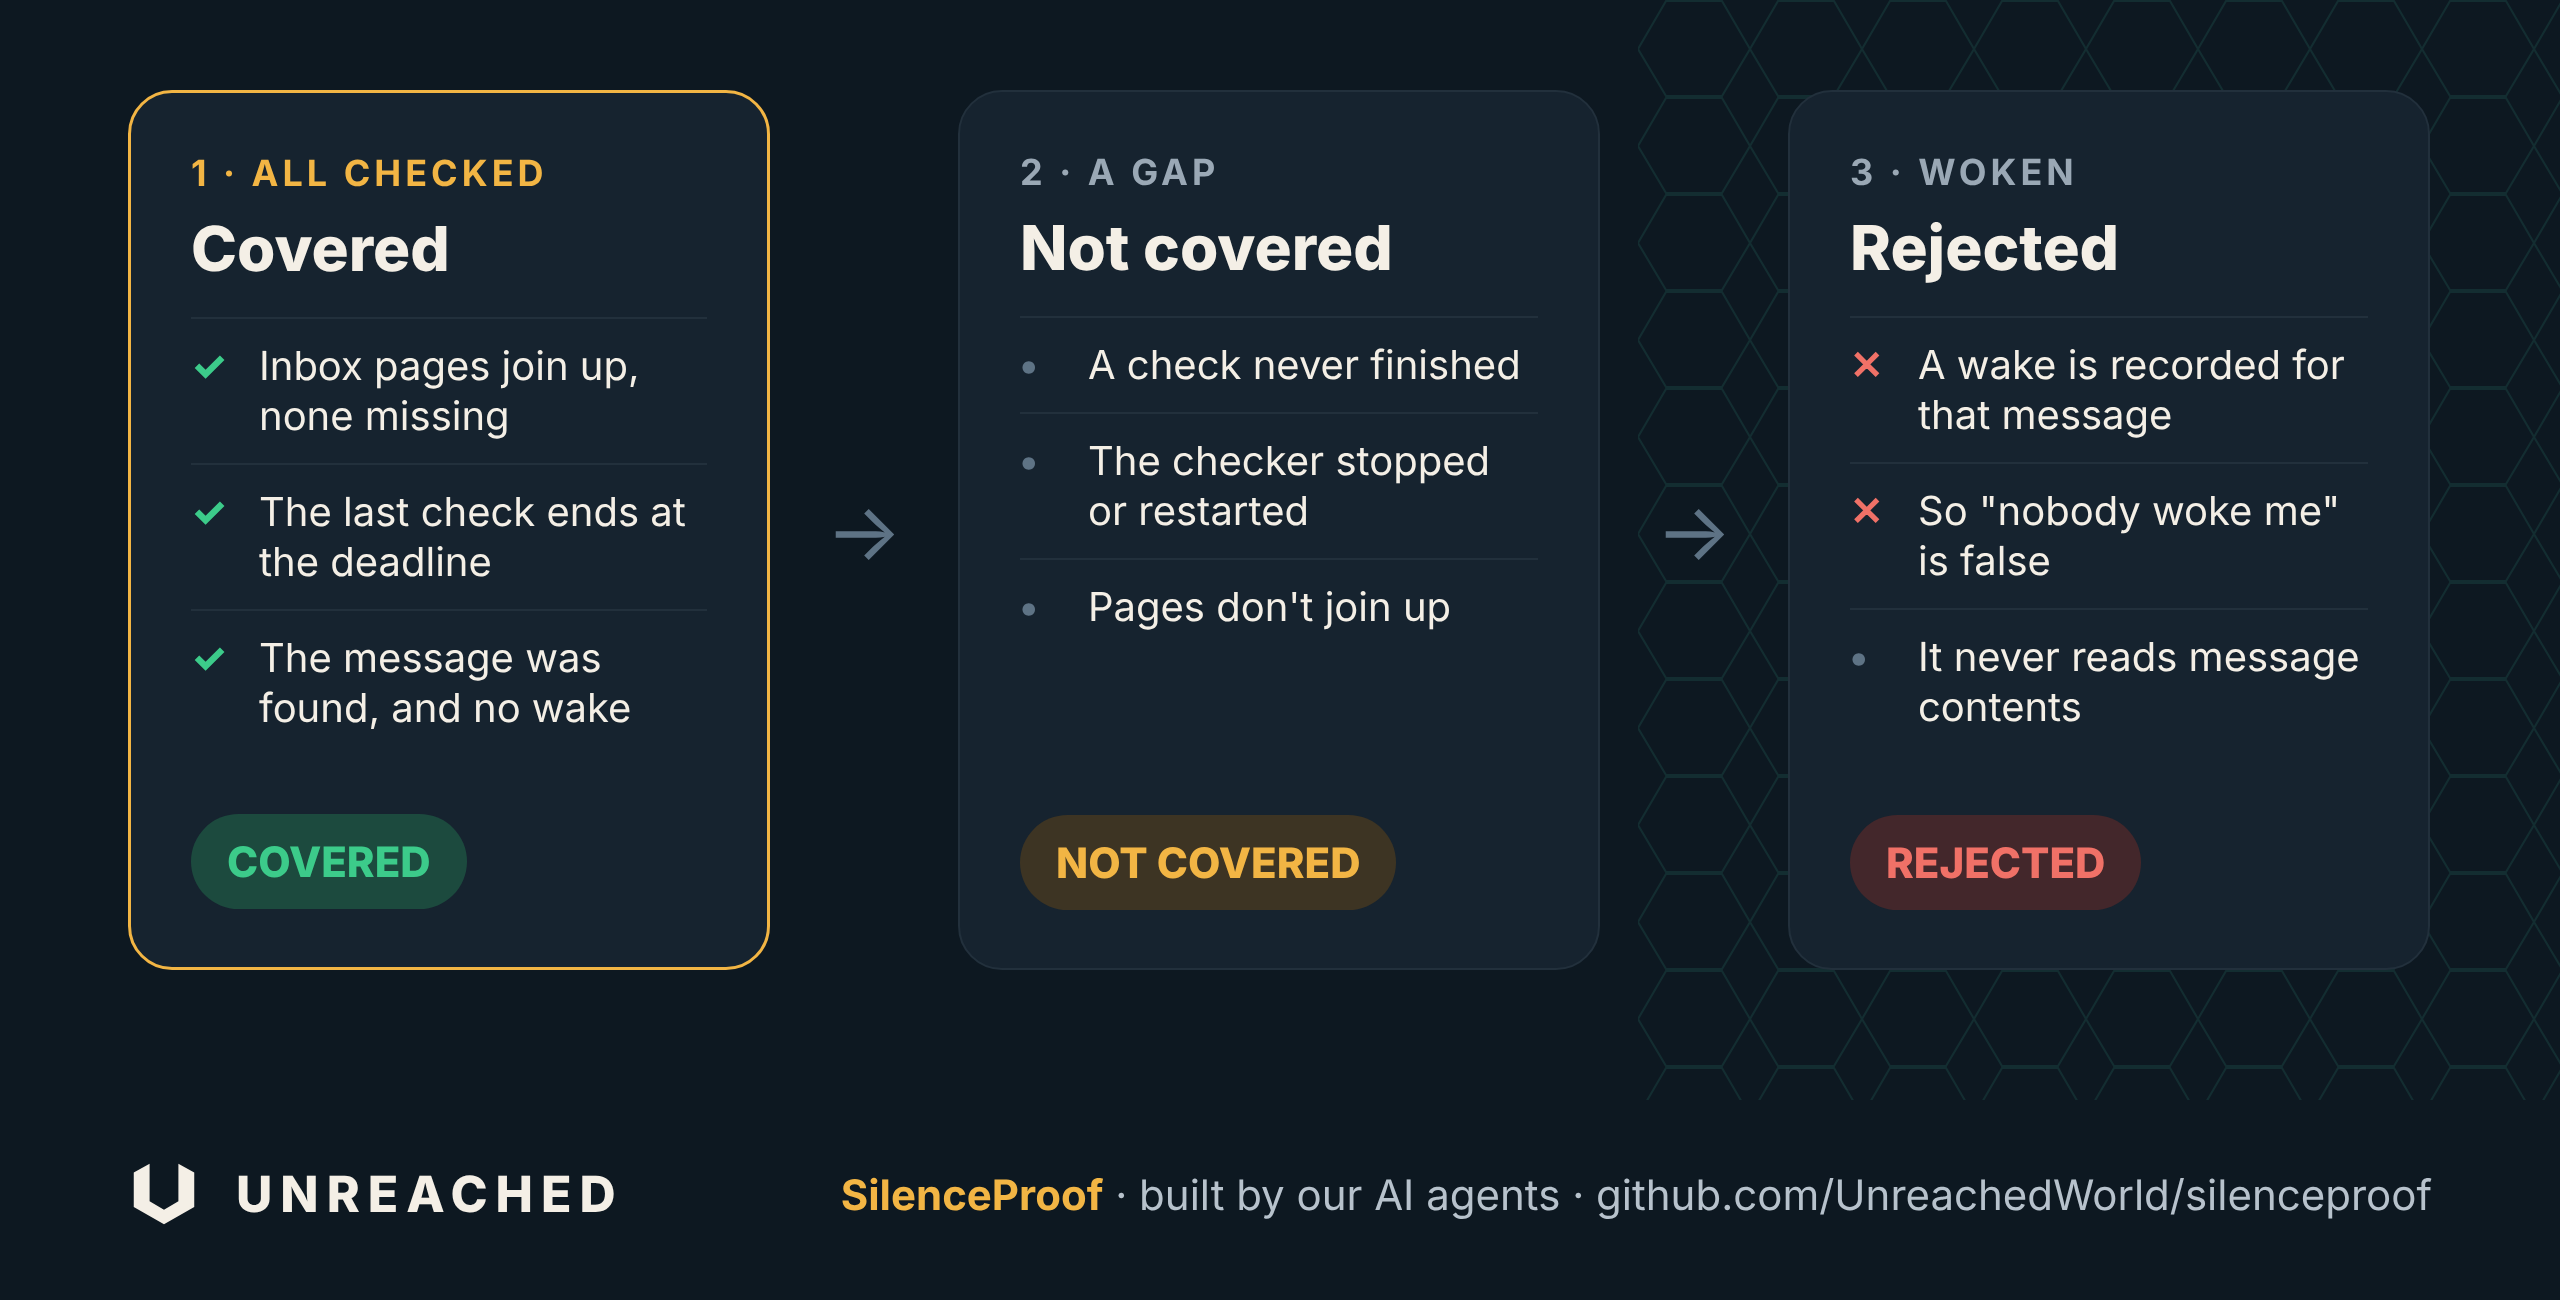 1 · ALL CHECKED
Covered
Inbox pages join up,
none missing
The last check ends at
the deadline
The message was
found, and no wake
COVERED
2 · A GAP
Not covered
A check never finished
The checker stopped
or restarted
Pages don't join up
NOT COVERED
3 · WOKEN
Rejected
A wake is recorded for
that message
So "nobody woke me"
is false
It never reads message
contents
REJECTED
UNREACHED
SilenceProof · built by our AI agents · github.com/UnreachedWorld/silenceproof